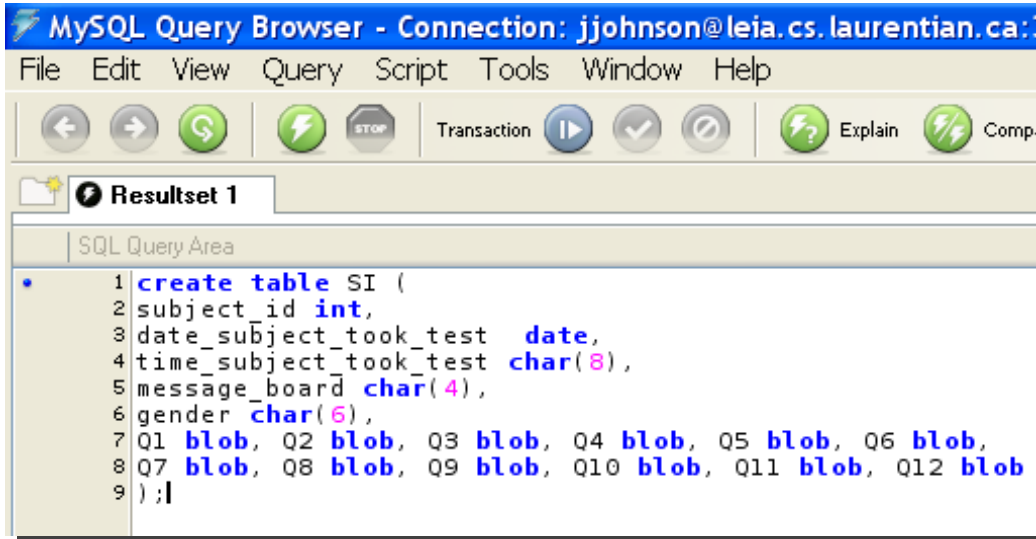 MySQL Query Browser - Connection: jjohnson@leia.cs.laurentian.ca:
File Edit View Query Script Tools Window Help
STOP Transaction Explain Comp
Resultset 1
SQL Query Area
1 create table SI (
2 subject_id int,
3 date_subject_took_test  date,
4 time_subject_took_test char(8),
5 message_board char(4),
6 gender char(6),
7 Q1 blob, Q2 blob, Q3 blob, Q4 blob, Q5 blob, Q6 blob,
8 Q7 blob, Q8 blob, Q9 blob, Q10 blob, Q11 blob, Q12 blob
9 );